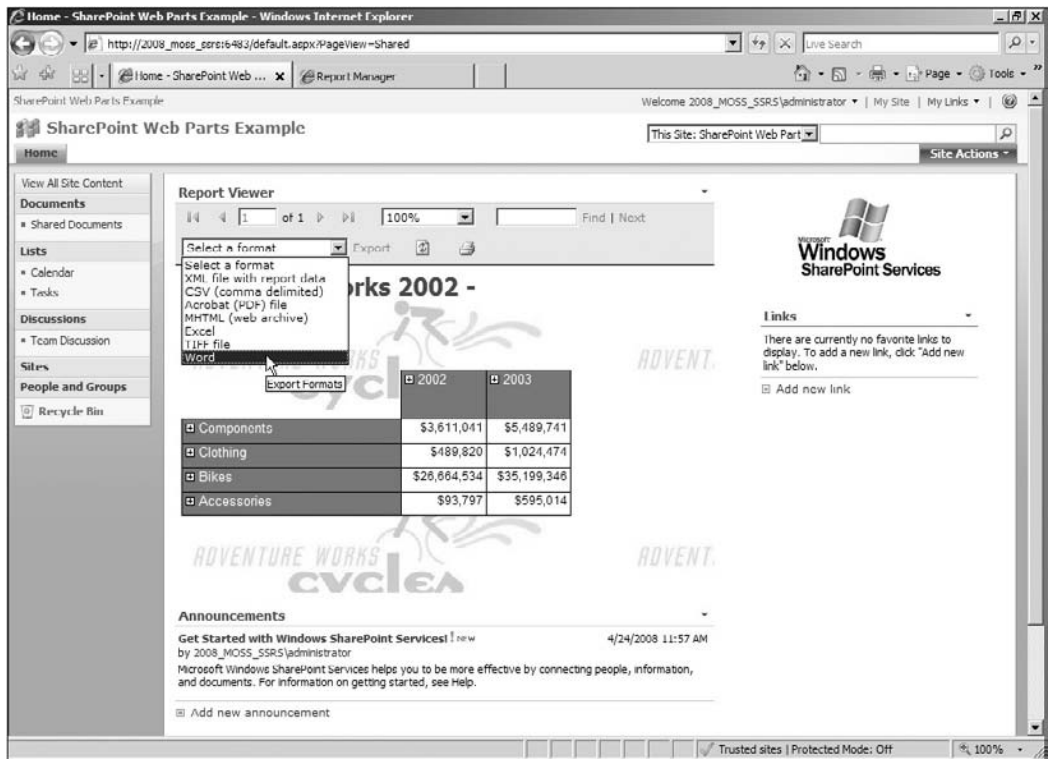 Home - SharePoint Web Parts Example - Windows Internet Explorer
http://2008_moss_ssrs:6483/default.aspx?PageView=Shared
Live Search
Home - SharePoint Web ...
Report Manager
Page
Tools
SharePoint Web Parts Example
Welcome 2008_MOSS_SSRS\administrator
My Site
My Links
SharePoint Web Parts Example
This Site: SharePoint Web Part
Home
Site Actions
View All Site Content
Documents
Shared Documents
Lists
Calendar
Tasks
Discussions
Team Discussion
Sites
People and Groups
Recycle Bin
Report Viewer
1 of 1
100%
Find | Next
Select a format
Export
Select a format
XML file with report data
CSV (comma delimited)
Acrobat (PDF) file
MHTML (web archive)
Excel
TIFF file
Word
Export Formats
orks 2002 -
ADVENT
2002 2003
Components $3,611,041 $5,489,741
Clothing $489,820 $1,024,474
Bikes $26,664,534 $35,199,346
Accessories $93,797 $595,014
ADVENTURE WORKS
cycles
ADVENT
Announcements
Get Started with Windows SharePoint Services! new
4/24/2008 11:57 AM
by 2008_MOSS_SSRS\administrator
Microsoft Windows SharePoint Services helps you to be more effective by connecting people, information,
and documents. For information on getting started, see Help.
Add new announcement
Microsoft
Windows
SharePoint Services
Links
There are currently no favorite links to
display. To add a new link, click "Add new
link" below.
Add new link
Trusted sites | Protected Mode: Off
100%